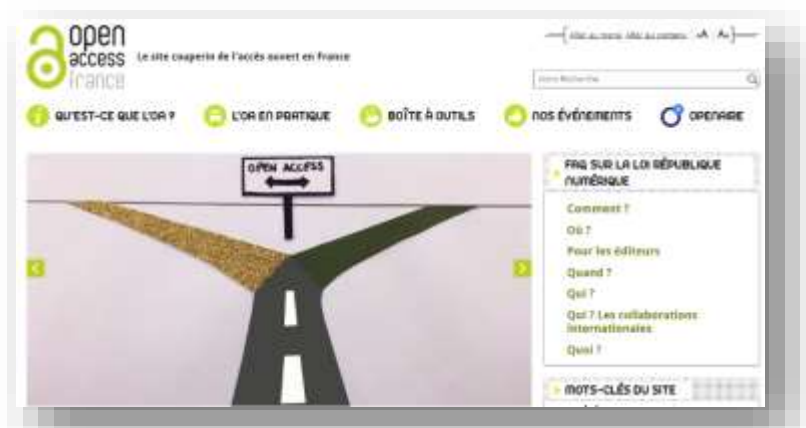 open
access
france
Le site couperin de l'accès ouvert en France
QU'EST-CE QUE L'OA ?
L'OA EN PRATIQUE
BOÎTE À OUTILS
NOS ÉVÉNEMENTS
OPENAIRE
OPEN ACCESS
FAQ SUR LA LOI RÉPUBLIQUE
NUMÉRIQUE
Comment ?
Où ?
Pour les éditeurs
Quand ?
Qui ?
Qui ? Les collaborations
internationales
Quoi ?
MOTS-CLÉS DU SITE